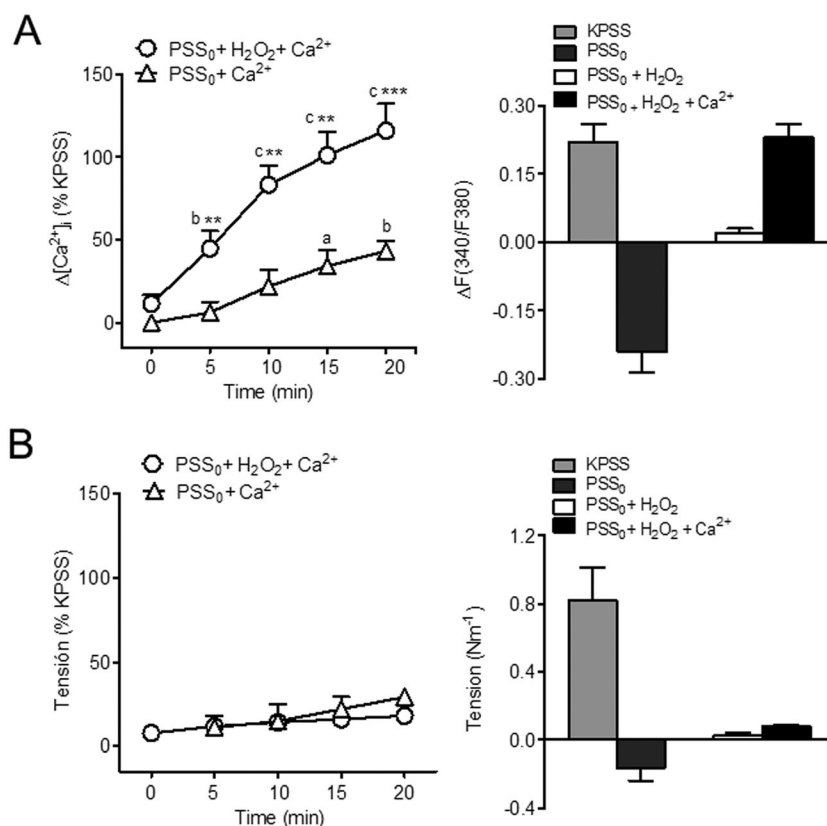 A
PSS₀+ H₂O₂+ Ca²⁺
PSS₀+ Ca²⁺
150
100
50
0
Δ[Ca²⁺]ᵢ (% KPSS)
b **
c **
c **
c ***
a
b
0 5 10 15 20
Time (min)
KPSS
PSS₀
PSS₀ + H₂O₂
PSS₀ + H₂O₂ + Ca²⁺
0.30
0.15
0.00
-0.15
-0.30
ΔF(340/F380)
B
PSS₀+ H₂O₂+ Ca²⁺
PSS₀+ Ca²⁺
150
100
50
0
Tensión (% KPSS)
0 5 10 15 20
Time (min)
KPSS
PSS₀
PSS₀+ H₂O₂
PSS₀+ H₂O₂ + Ca²⁺
1.2
0.8
0.4
0.0
-0.4
Tension (Nm⁻¹)